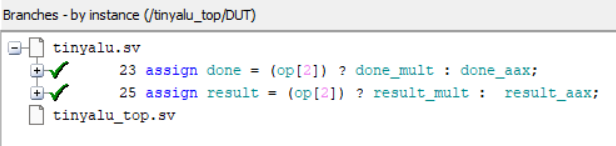 Branches - by instance (/tinyalu_top/DUT)
tinyalu.sv
23 assign done = (op[2]) ? done_mult : done_aax;
25 assign result = (op[2]) ? result_mult :  result_aax;
tinyalu_top.sv